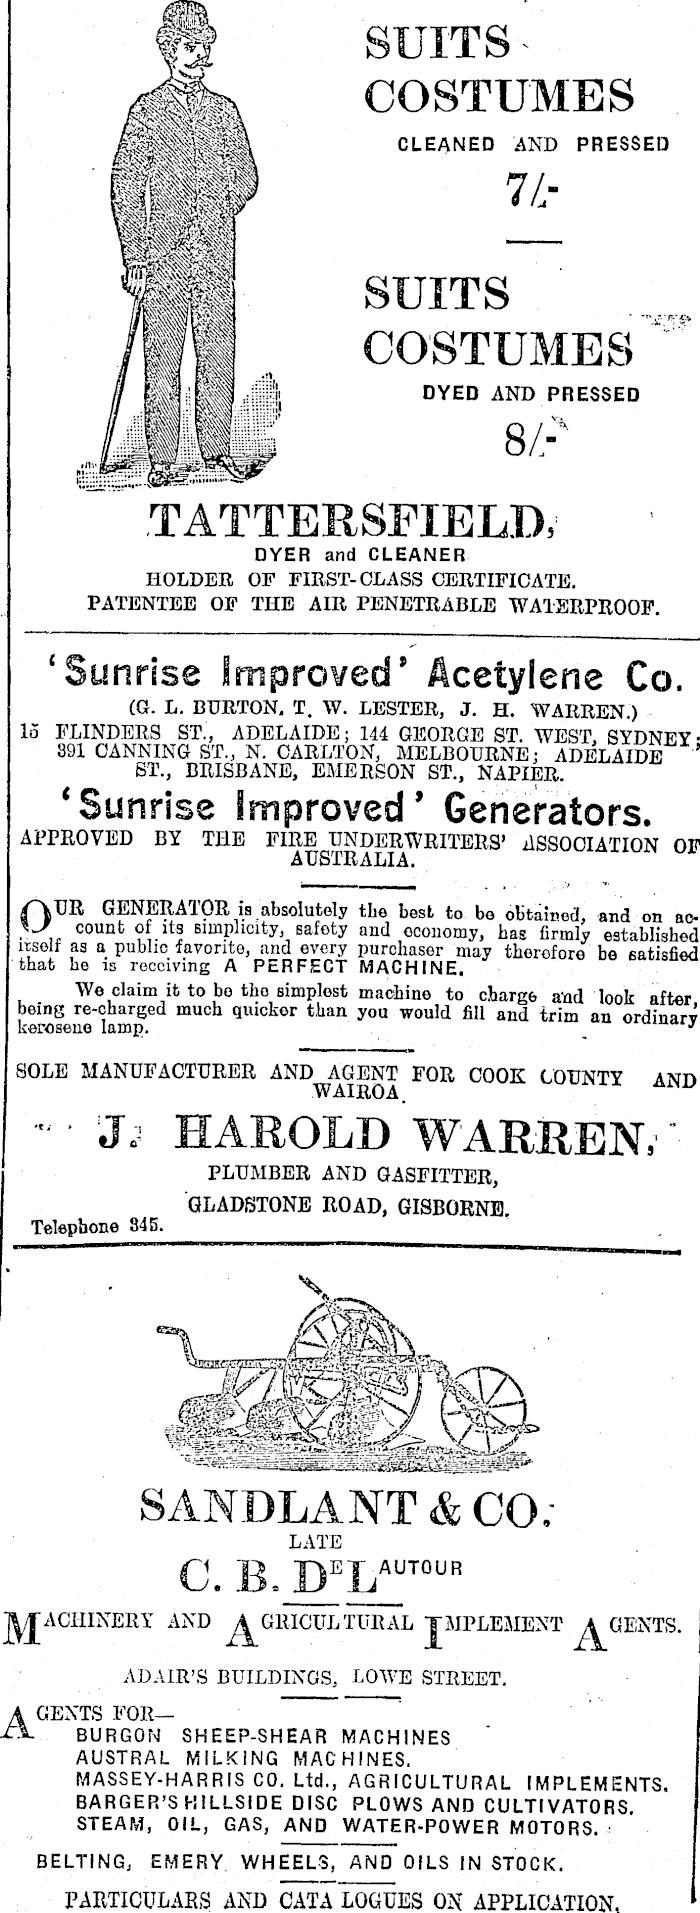 SUITS
COSTUMES
CLEANED AND PRESSED
7/-
SUITS
COSTUMES
DYED AND PRESSED
8/-
TATTERSFIELD,
DYER and CLEANER
HOLDER OF FIRST-CLASS CERTIFICATE.
PATENTEE OF THE AIR PENETRABLE WATERPROOF.
'Sunrise Improved' Acetylene Co.
(G. L. BURTON. T. W. LESTER, J. H. WARREN.)
15 FLINDERS ST., ADELAIDE; 144 GEORGE ST. WEST, SYDNEY;
391 CANNING ST., N. CARLTON, MELBOURNE; ADELAIDE
ST., BRISBANE, EMERSON ST., NAPIER.
'Sunrise Improved' Generators.
APPROVED BY THE FIRE UNDERWRITERS' ASSOCIATION OF
AUSTRALIA.
OUR GENERATOR is absolutely the best to be obtained, and on ac-
count of its simplicity, safety and economy, has firmly established
itself as a public favorite, and every purchaser may therefore be satisfied
that he is receiving A PERFECT MACHINE.
We claim it to be the simplest machine to charge and look after,
being re-charged much quicker than you would fill and trim an ordinary
kerosene lamp.
SOLE MANUFACTURER AND AGENT FOR COOK COUNTY AND
WAIROA.
J. HAROLD WARREN,
PLUMBER AND GASFITTER,
GLADSTONE ROAD, GISBORNE.
Telephone 345.
SANDLANT & CO.
LATE
C. B. DE LAUTOUR
MACHINERY AND AGRICULTURAL IMPLEMENT AGENTS.
ADAIR'S BUILDINGS, LOWE STREET.
AGENTS FOR—
BURGON SHEEP-SHEAR MACHINES
AUSTRAL MILKING MACHINES.
MASSEY-HARRIS CO. Ltd., AGRICULTURAL IMPLEMENTS.
BARGER'S HILLSIDE DISC PLOWS AND CULTIVATORS.
STEAM, OIL, GAS, AND WATER-POWER MOTORS.
BELTING, EMERY WHEELS, AND OILS IN STOCK.
PARTICULARS AND CATALOGUES ON APPLICATION.